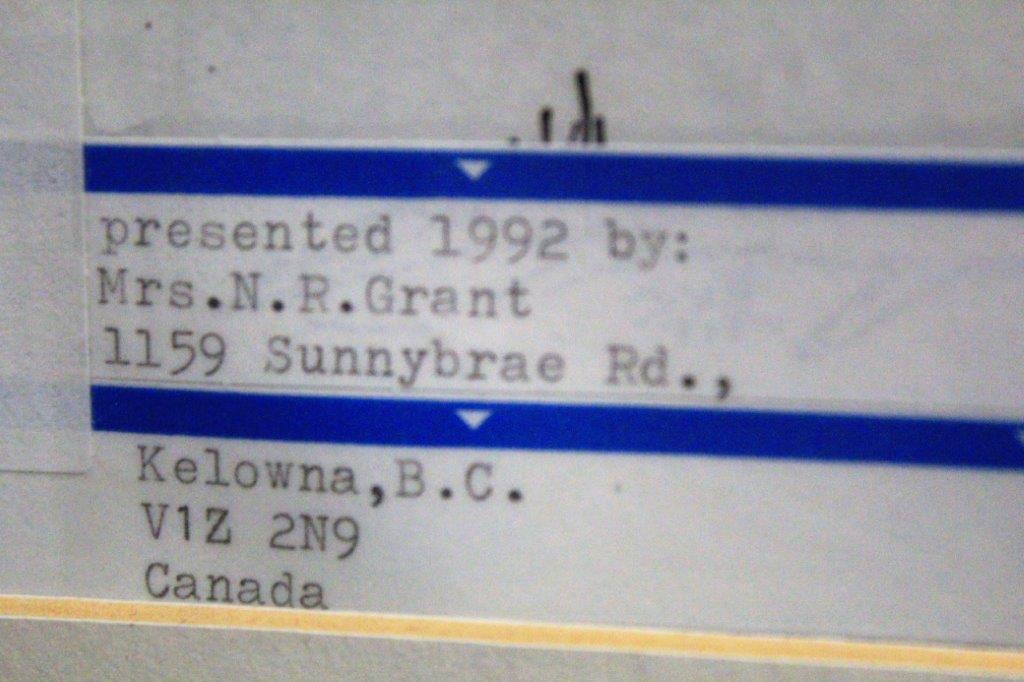 presented 1992 by:
Mrs.N.R.Grant
1159 Sunnybrae Rd.,
Kelowna,B.C.
V1Z 2N9
Canada